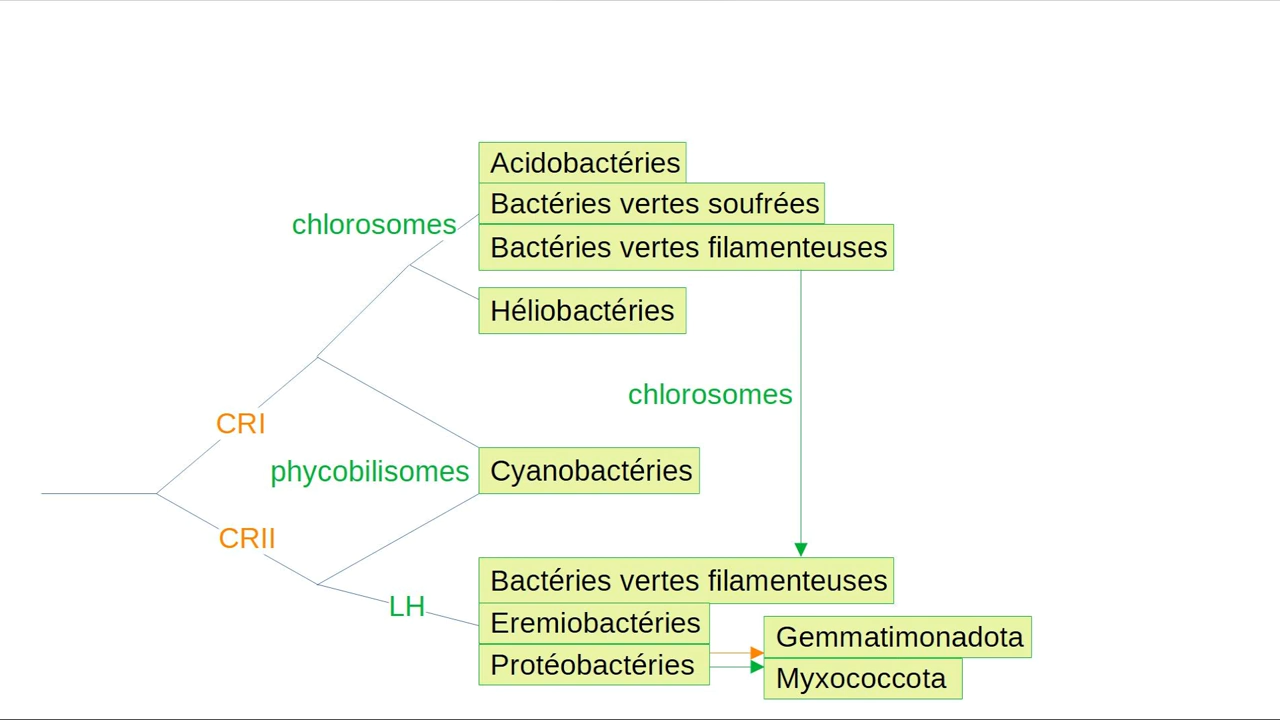 Acidobactéries
Bactéries vertes soufrées
chlorosomes
Bactéries vertes filamenteuses
Héliobactéries
chlorosomes
CRI
phycobilisomes
Cyanobactéries
CRII
Bactéries vertes filamenteuses
LH
Eremiobactéries
Gemmatimonadota
Protéobactéries
Myxococcota